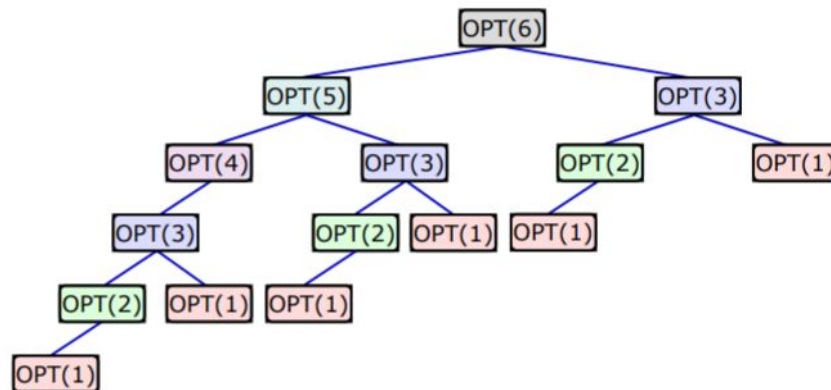 OPT(6)
OPT(5) OPT(3)
OPT(4) OPT(3) OPT(2) OPT(1)
OPT(3) OPT(2) OPT(1) OPT(1)
OPT(2) OPT(1) OPT(1)
OPT(1)